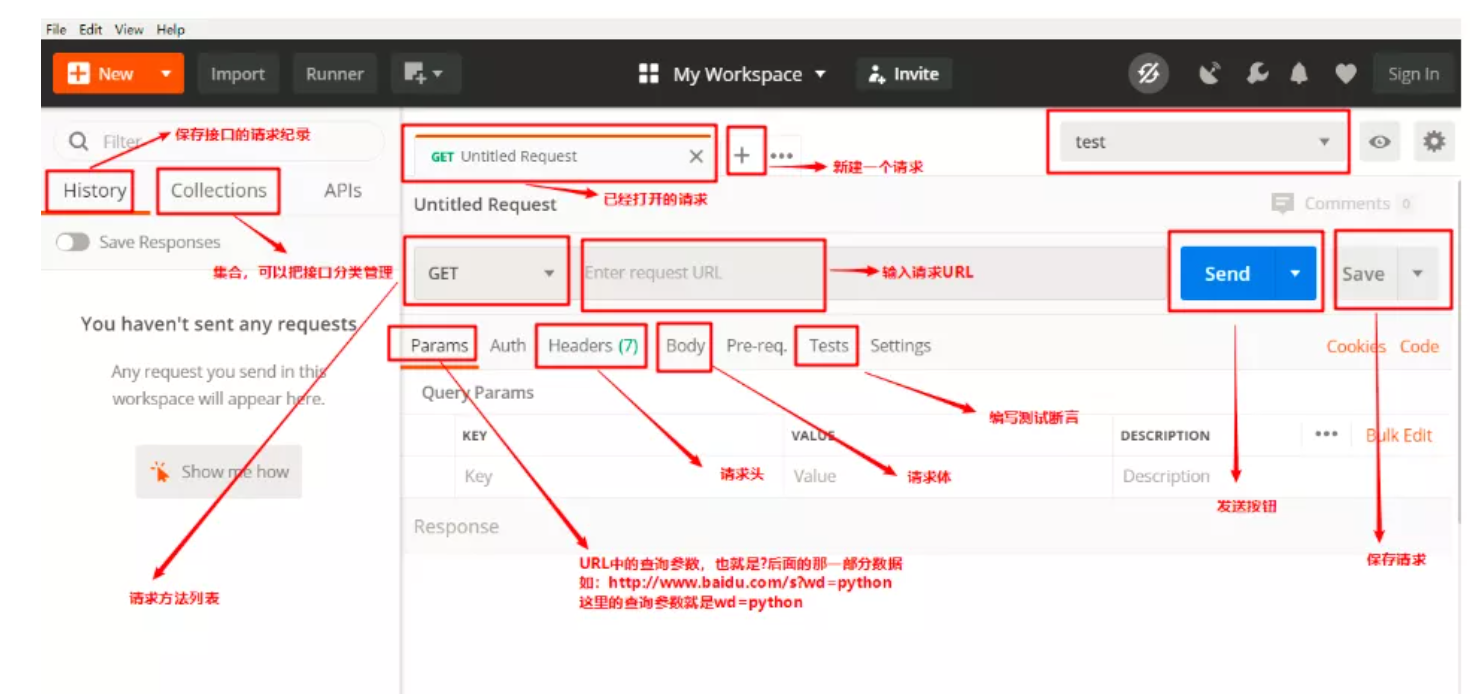 File Edit View Help
New Import Runner My Workspace Invite Sign In
Filter
保存接口的请求纪录
GET Untitled Request
test
新建一个请求
History Collections APIs
已经打开的请求
Untitled Request
Comments 0
Save Responses
集合，可以把接口分类管理
GET
Enter request URL
输入请求URL
Send
Save
You haven't sent any requests
Params Auth Headers (7) Body Pre-req. Tests Settings
Cookies Code
Any request you send in this
workspace will appear here.
Query Params
编写测试断言
KEY VALUE DESCRIPTION
Bulk Edit
Show me how
Key Value Description
请求头
请求体
发送按钮
Response
保存请求
URL中的查询参数，也就是?后面的那一部分数据
如：http://www.baidu.com/s?wd=python
这里的查询参数就是wd=python
请求方法列表